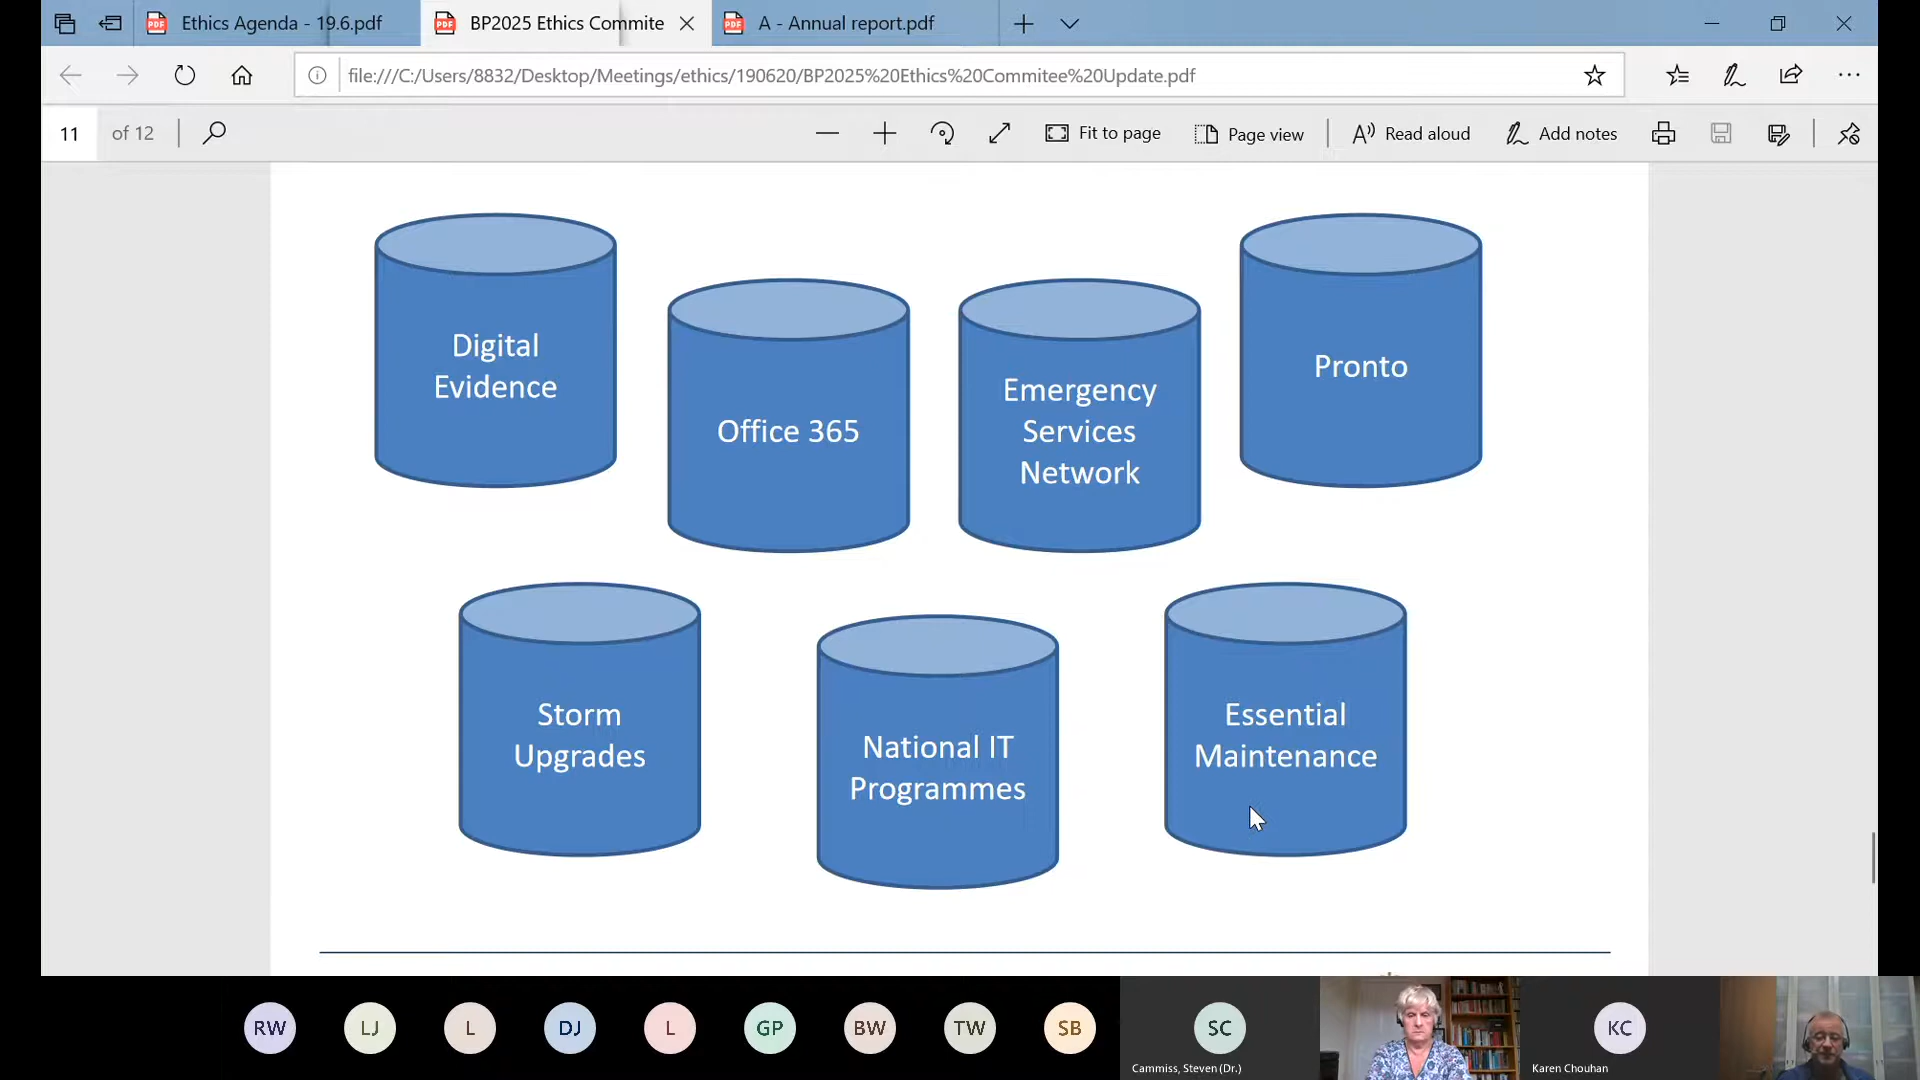 Ethics Agenda - 19.6.pdf
BP2025 Ethics Commite
A - Annual report.pdf
file:///C:/Users/8832/Desktop/Meetings/ethics/190620/BP2025%20Ethics%20Commitee%20Update.pdf
11 of 12
Fit to page
Page view
Read aloud
Add notes
Digital
Evidence
Office 365
Emergency
Services
Network
Pronto
Storm
Upgrades
National IT
Programmes
Essential
Maintenance
RW
LJ
L
DJ
L
GP
BW
TW
SB
SC
Cammiss, Steven (Dr.)
KC
Karen Chouhan